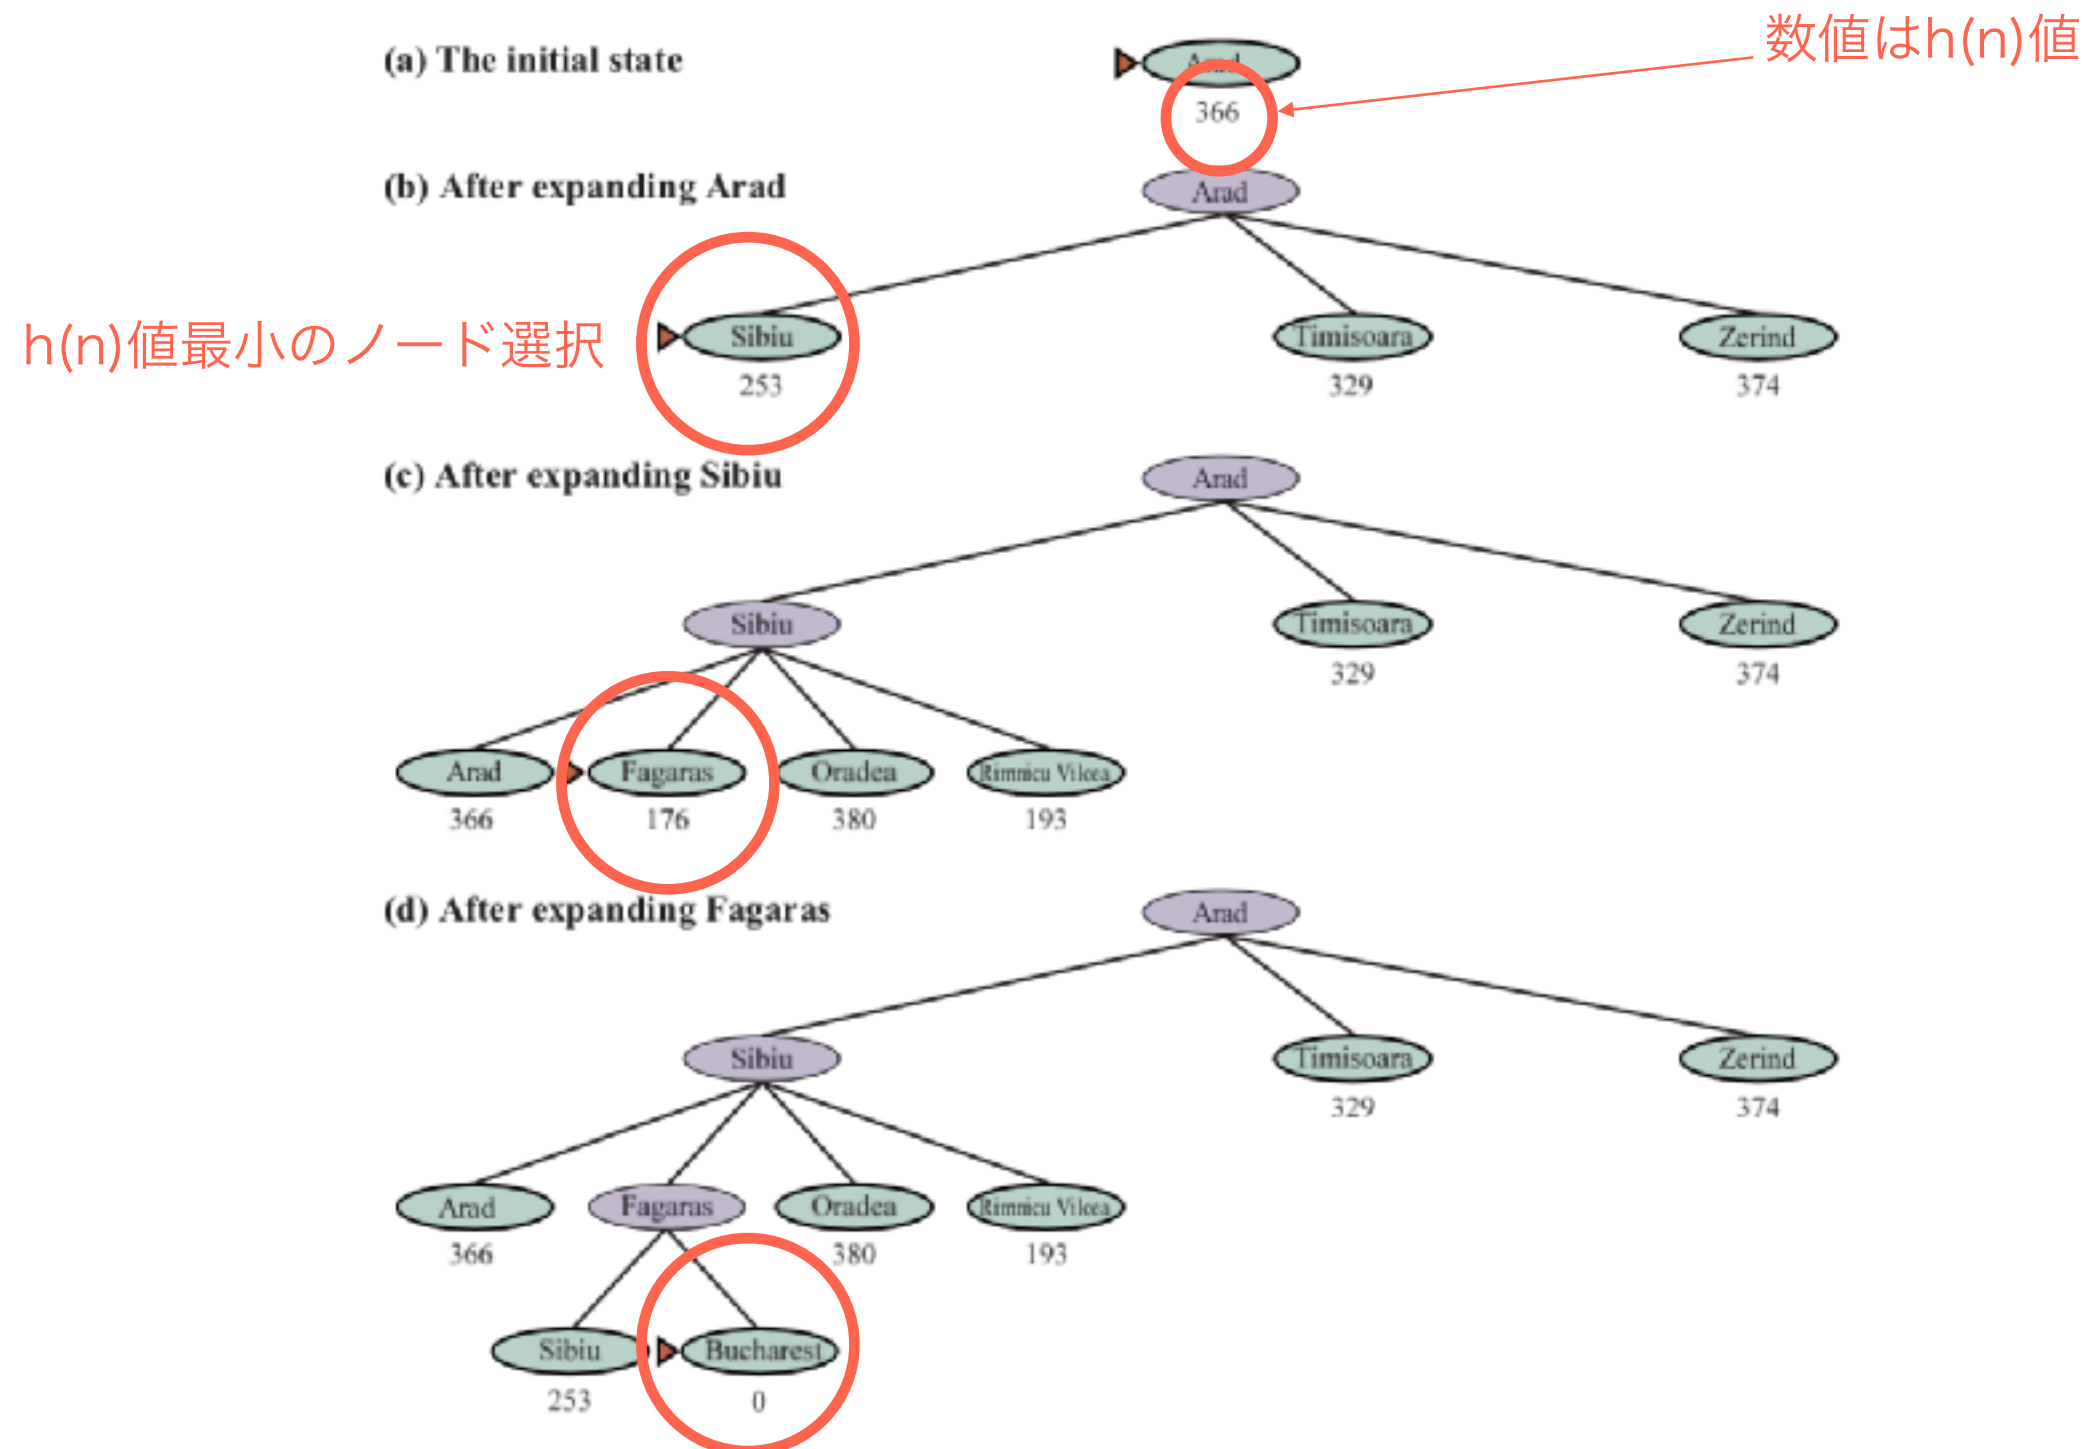 数値はh(n)値
(a) The initial state
Arad
366
(b) After expanding Arad
Arad
h(n)値最小のノード選択
Sibiu
Timisoara
Zerind
253
329
374
(c) After expanding Sibiu
Arad
Sibiu
Timisoara
Zerind
329
374
Arad
Fagaras
Oradea
Rimnicu Vilcea
366
176
380
193
(d) After expanding Fagaras
Arad
Sibiu
Timisoara
Zerind
329
374
Arad
Fagaras
Oradea
Rimnicu Vilcea
366
380
193
Sibiu
Bucharest
253
0